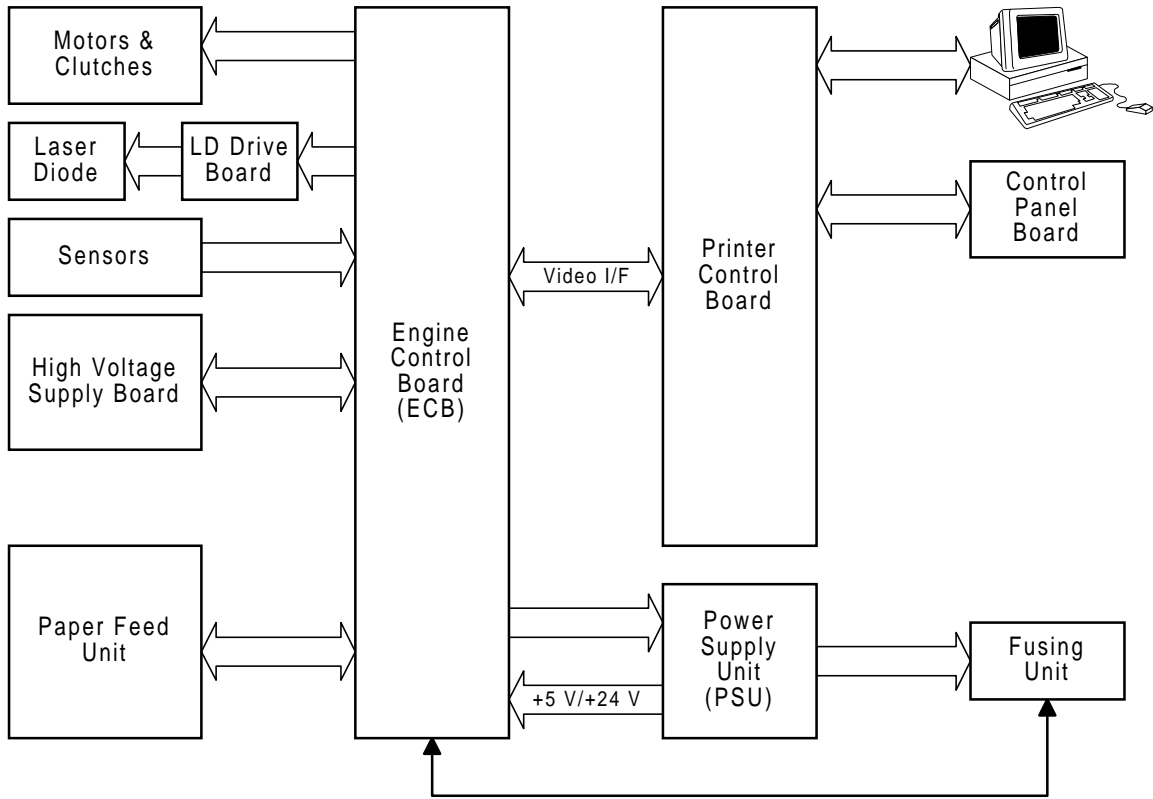 Motors &
Clutches
Laser
Diode
LD Drive
Board
Sensors
High Voltage
Supply Board
Paper Feed
Unit
Engine
Control
Board
(ECB)
Video I/F
+5 V/+24 V
Printer
Control
Board
Power
Supply
Unit
(PSU)
Control
Panel
Board
Fusing
Unit